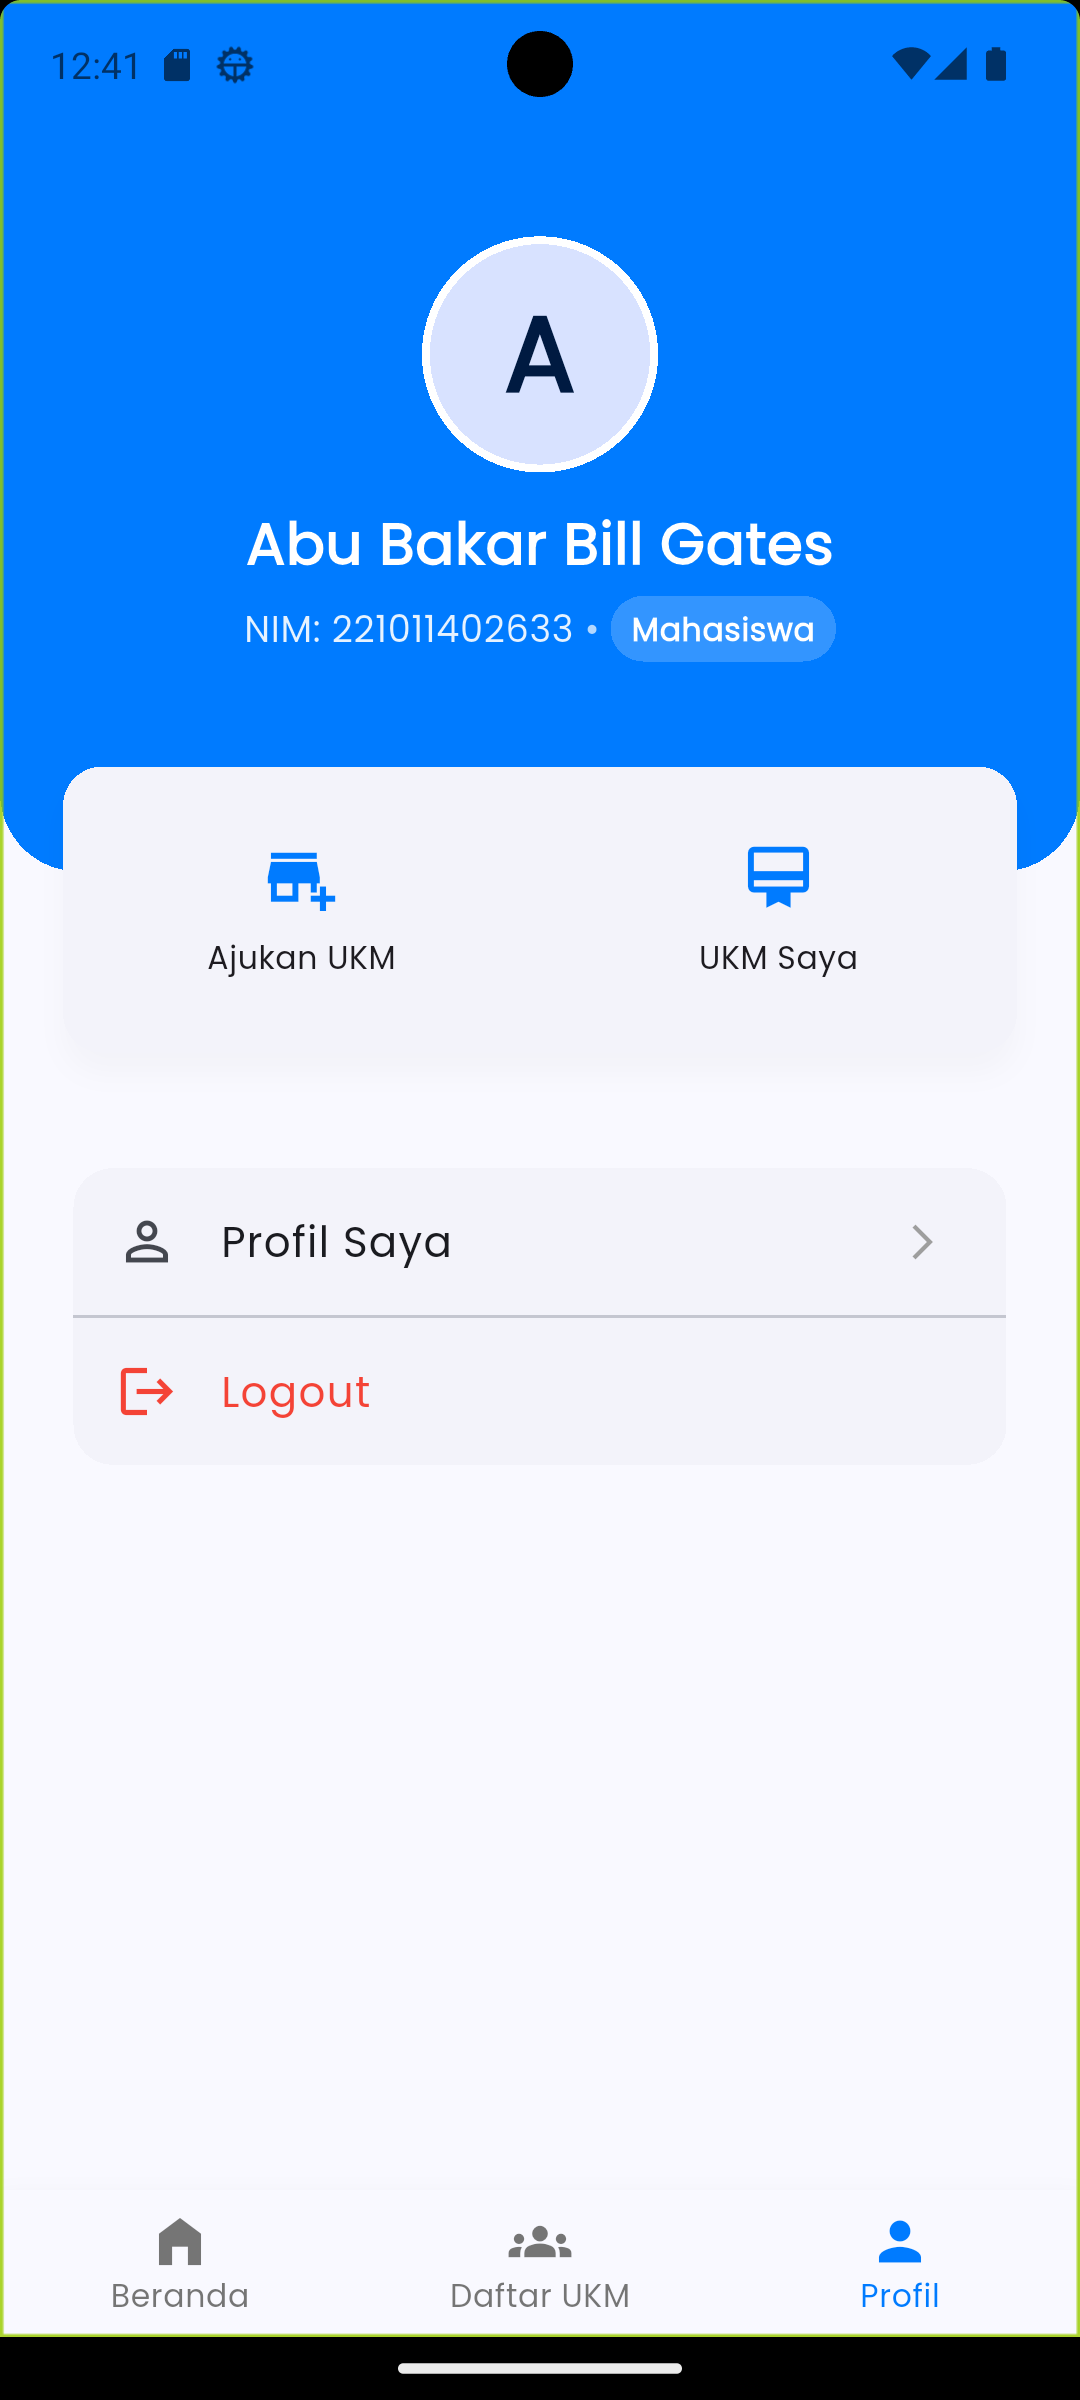 12:41
A
Abu Bakar Bill Gates
NIM: 221011402633 • Mahasiswa
Ajukan UKM UKM Saya
Profil Saya
Logout
Beranda Daftar UKM Profil